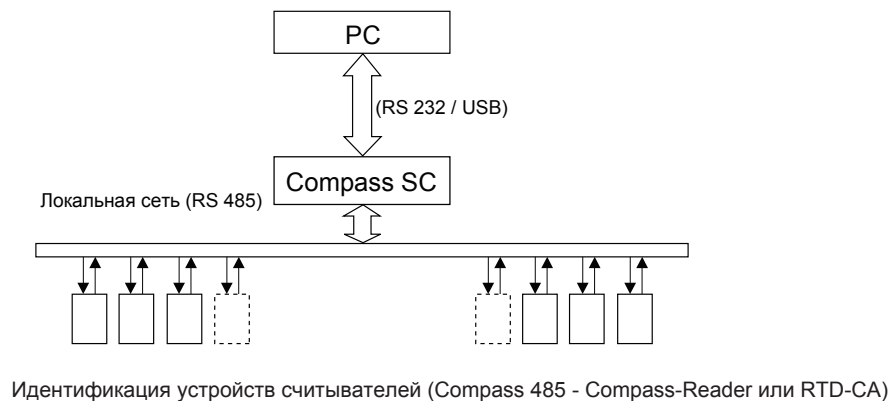 PC
(RS 232 / USB)
Compass SC
Локальная сеть (RS 485)
Идентификация устройств считывателей (Compass 485 - Compass-Reader или RTD-CA)